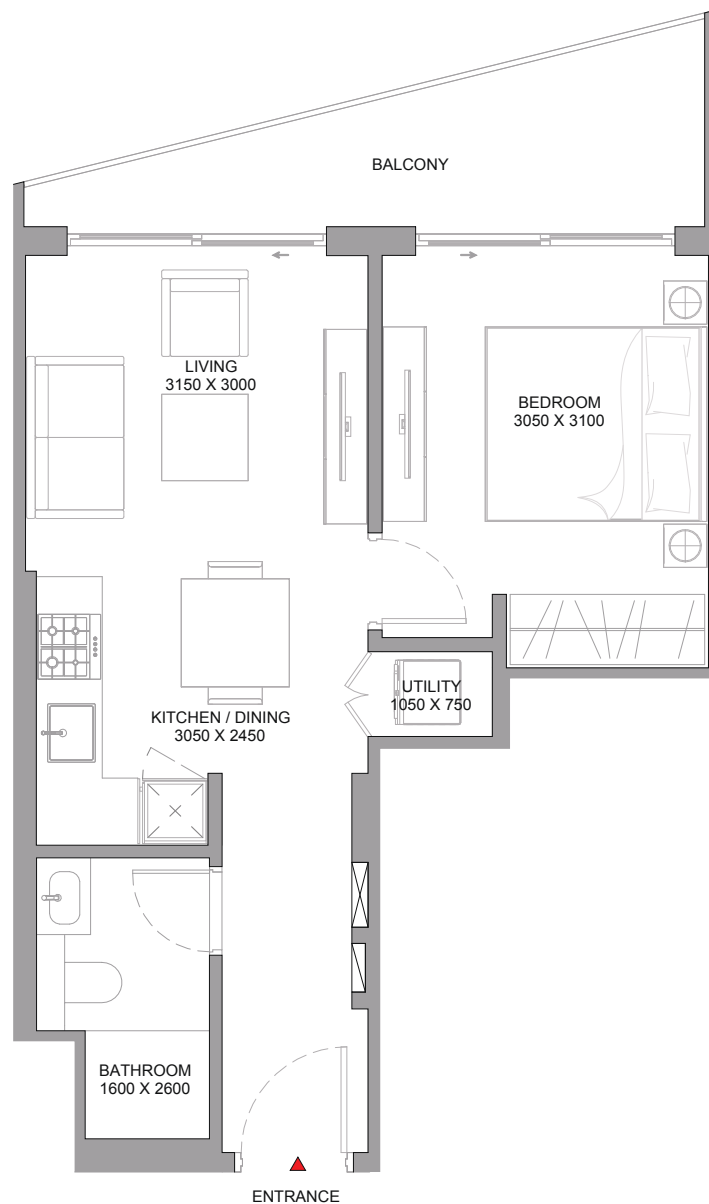 BALCONY
LIVING
3150 X 3000
BEDROOM
3050 X 3100
UTILITY
1050 X 750
KITCHEN / DINING
3050 X 2450
BATHROOM
1600 X 2600
ENTRANCE